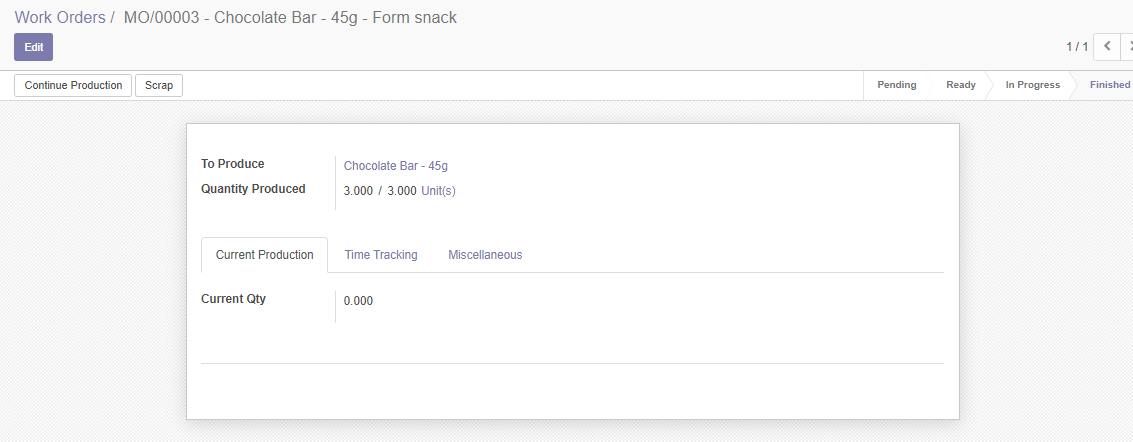 Work Orders / MO/00003 - Chocolate Bar - 45g - Form snack
Edit
1 / 1
Continue Production Scrap Pending Ready In Progress Finished
To Produce Chocolate Bar - 45g
Quantity Produced 3.000 / 3.000 Unit(s)
Current Production Time Tracking Miscellaneous
Current Qty 0.000